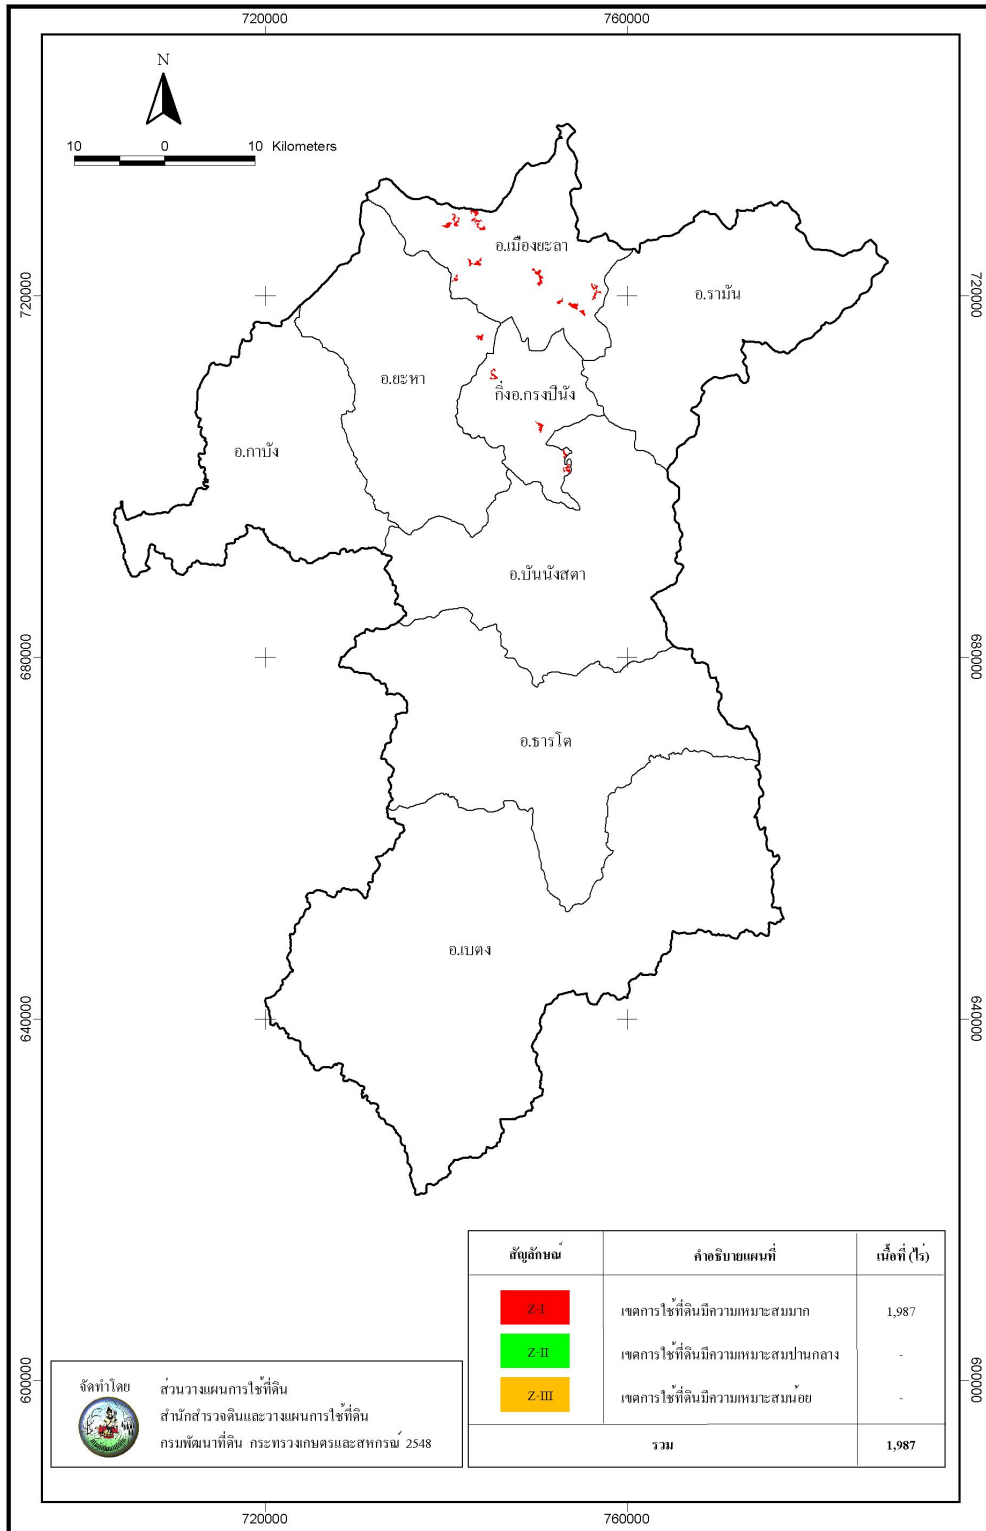 720000 760000
N
10 0 10 Kilometers
อ.เมืองยะลา
720000 720000
อ.รามัน
อ.ยะหา
กิ่งอ.กรงปินัง
อ.กาบัง
อ.บันนังสตา
680000 680000
อ.ธารโต
อ.เบตง
640000 640000
สัญลักษณ์ คำอธิบายแผนที่ เนื้อที่ (ไร่)
Z-I เขตการใช้ที่ดินมีความเหมาะสมมาก 1,987
Z-II เขตการใช้ที่ดินมีความเหมาะสมปานกลาง -
Z-III เขตการใช้ที่ดินมีความเหมาะสมน้อย -
รวม 1,987
600000 600000
จัดทำโดย ส่วนวางแผนการใช้ที่ดิน
สำนักสำรวจดินและวางแผนการใช้ที่ดิน
กรมพัฒนาที่ดิน กระทรวงเกษตรและสหกรณ์ 2548
720000 760000